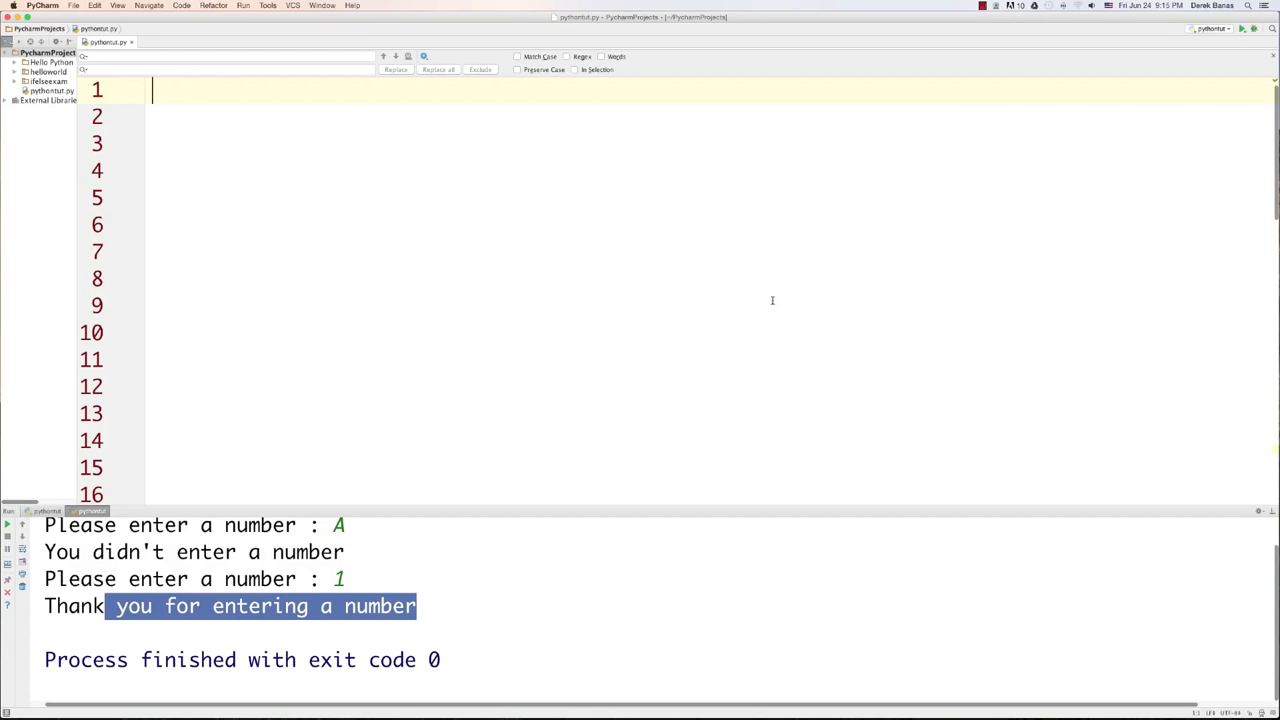 PyCharm File Edit View Navigate Code Refactor Run Tools VCS Window Help 10 Fri Jun 24 9:15 PM Derek Banas
pythontut.py - PycharmProjects - [~/PycharmProjects]
PycharmProjects pythontut.py pythontut
pythontut.py
PycharmProject
Hello Python
helloworld
ifelseexam
pythontut.py
External Librarie
Match Case Regex Words
Replace Replace all Exclude Preserve Case In Selection
1
2
3
4
5
6
7
8
9
10
11
12
13
14
15
16
Run: pythontut pythontut
Please enter a number : A
You didn't enter a number
Please enter a number : 1
Thank you for entering a number
Process finished with exit code 0
1:1 LF÷ UTF-8÷